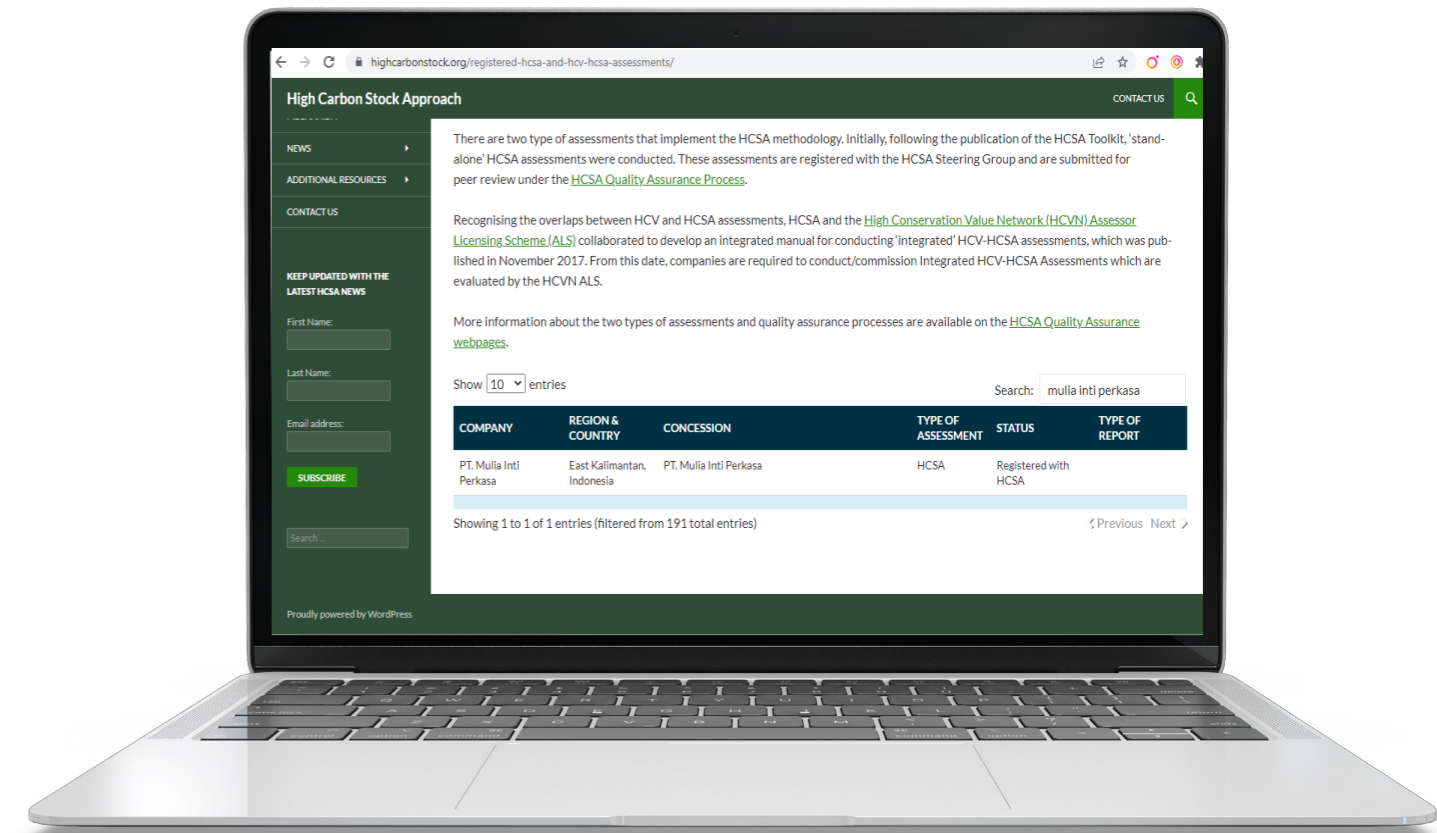 highcarbonstock.org/registered-hcsa-and-hcv-hcsa-assessments/
High Carbon Stock Approach
CONTACT US
NEWS
ADDITIONAL RESOURCES
CONTACT US
KEEP UPDATED WITH THE
LATEST HCSA NEWS
First Name:
Last Name:
Email address:
SUBSCRIBE
Search ...
There are two type of assessments that implement the HCSA methodology. Initially, following the publication of the HCSA Toolkit, ‘stand-
alone’ HCSA assessments were conducted. These assessments are registered with the HCSA Steering Group and are submitted for
peer review under the HCSA Quality Assurance Process.
Recognising the overlaps between HCV and HCSA assessments, HCSA and the High Conservation Value Network (HCVN) Assessor
Licensing Scheme (ALS) collaborated to develop an integrated manual for conducting ‘integrated’ HCV-HCSA assessments, which was pub-
lished in November 2017. From this date, companies are required to conduct/commission Integrated HCV-HCSA Assessments which are
evaluated by the HCVN ALS.
More information about the two types of assessments and quality assurance processes are available on the HCSA Quality Assurance
webpages.
Show 10 entries
Search: mulia inti perkasa
COMPANY REGION & COUNTRY CONCESSION TYPE OF ASSESSMENT STATUS TYPE OF REPORT
PT. Mulia Inti Perkasa East Kalimantan, Indonesia PT. Mulia Inti Perkasa HCSA Registered with HCSA
Showing 1 to 1 of 1 entries (filtered from 191 total entries)
Previous Next
Proudly powered by WordPress